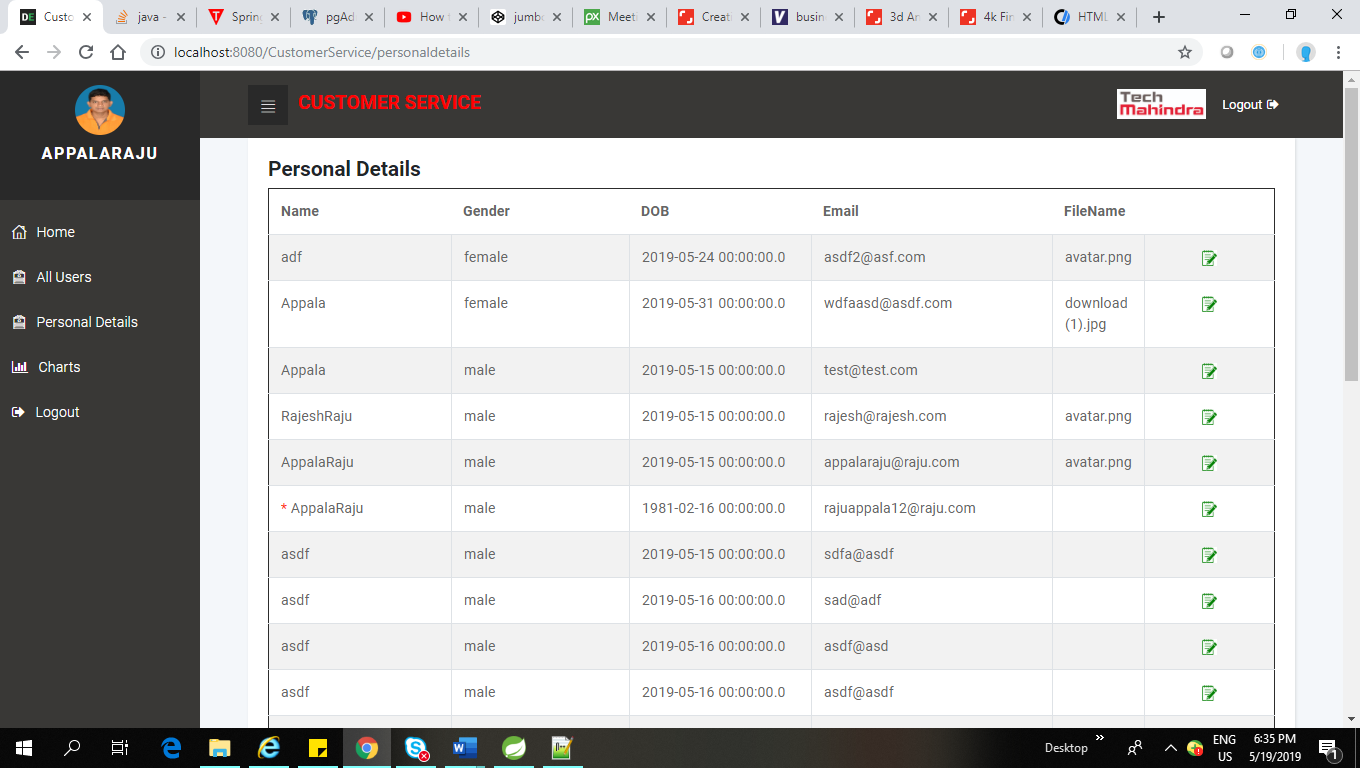 Custo
java -
Spring
pgAd
How t
jumbo
Meeti
Creati
busin
3d An
4k Fir
HTML
localhost:8080/CustomerService/personaldetails
APPALARAJU
CUSTOMER SERVICE
Tech
Mahindra
Logout
Home
All Users
Personal Details
Charts
Logout
Personal Details
Name Gender DOB Email FileName
adf female 2019-05-24 00:00:00.0 asdf2@asf.com avatar.png
Appala female 2019-05-31 00:00:00.0 wdfaasd@asdf.com download
(1).jpg
Appala male 2019-05-15 00:00:00.0 test@test.com
RajeshRaju male 2019-05-15 00:00:00.0 rajesh@rajesh.com avatar.png
AppalaRaju male 2019-05-15 00:00:00.0 appalaraju@raju.com avatar.png
* AppalaRaju male 1981-02-16 00:00:00.0 rajuappala12@raju.com
asdf male 2019-05-15 00:00:00.0 sdfa@asdf
asdf male 2019-05-16 00:00:00.0 sad@adf
asdf male 2019-05-16 00:00:00.0 asdf@asd
asdf male 2019-05-16 00:00:00.0 asdf@asdf
Desktop
ENG
US
6:35 PM
5/19/2019
1